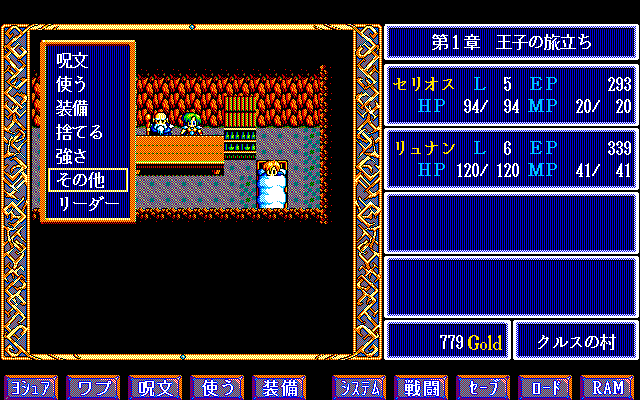 第1章 王子の旅立ち
呪文
使う
装備
捨てる
強さ
その他
リーダー
セリオス L 5 EP 293
HP 94/ 94 MP 20/ 20
リュナン L 6 EP 339
HP 120/120 MP 41/ 41
779 Gold
クルスの村
ヨシュア ワプ 呪文 使う 装備 システム 戦闘 セーブ ロード RAM